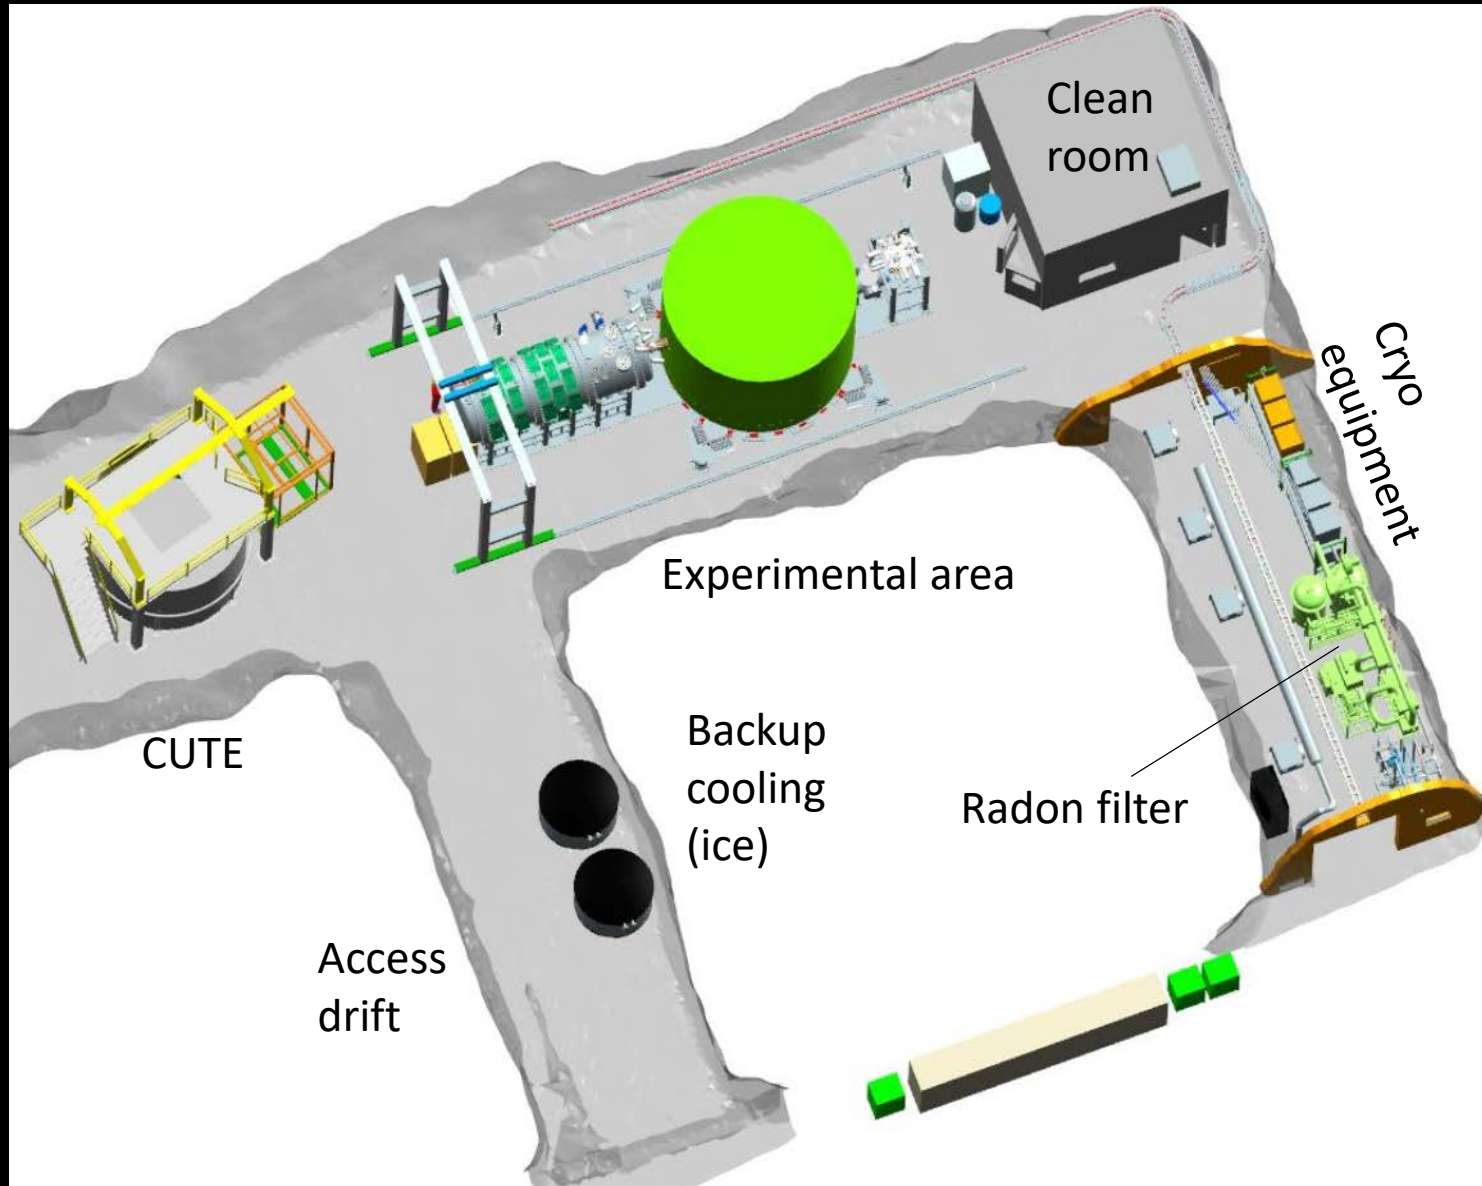 Clean
room
Cryo
equipment
Experimental area
CUTE
Backup
cooling
(ice)
Radon filter
Access
drift